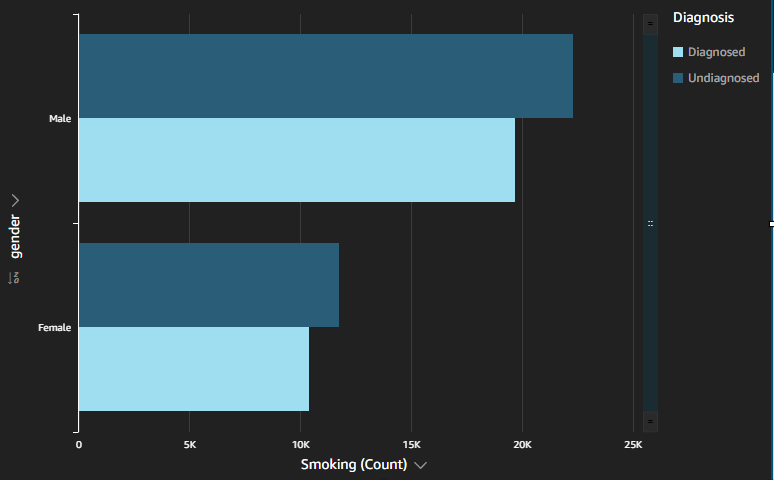 Diagnosis
Diagnosed
Undiagnosed
Male
Female
gender
0 5K 10K 15K 20K 25K
Smoking (Count)